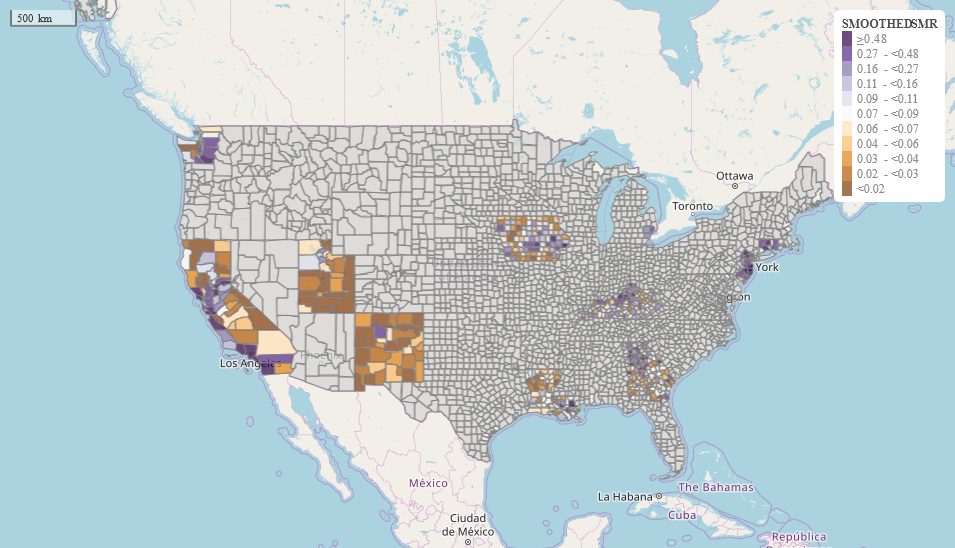 500 km
SMOOTHEDSMR
≥0.48
0.27 - <0.48
0.16 - <0.27
0.11 - <0.16
0.09 - <0.11
0.07 - <0.09
0.06 - <0.07
0.04 - <0.06
0.03 - <0.04
0.02 - <0.03
<0.02
Ottawa
Toronto
York
Phoenix
Los Angeles
The Bahamas
La Habana
México
Cuba
Ciudad
de México
República